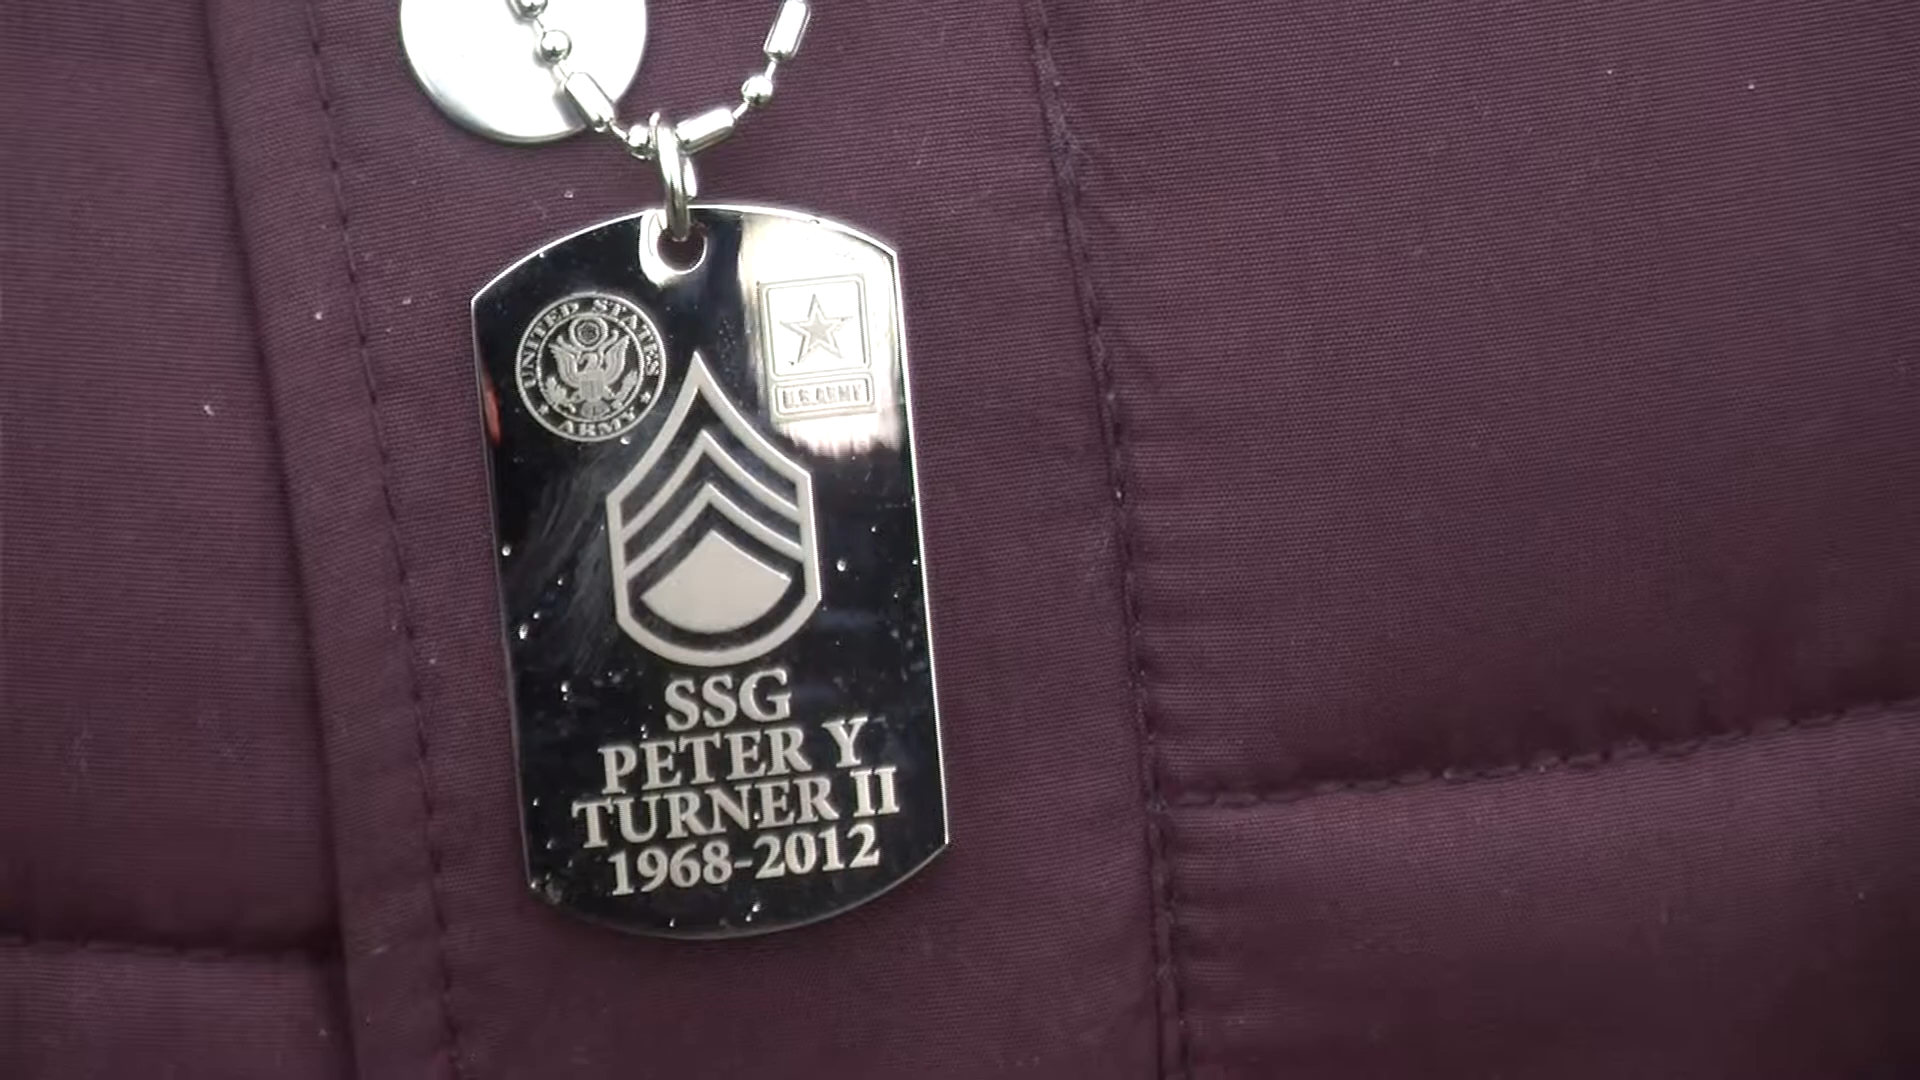 UNITED STATES
ARMY
U.S.ARMY
SSG
PETER Y
TURNER II
1968-2012